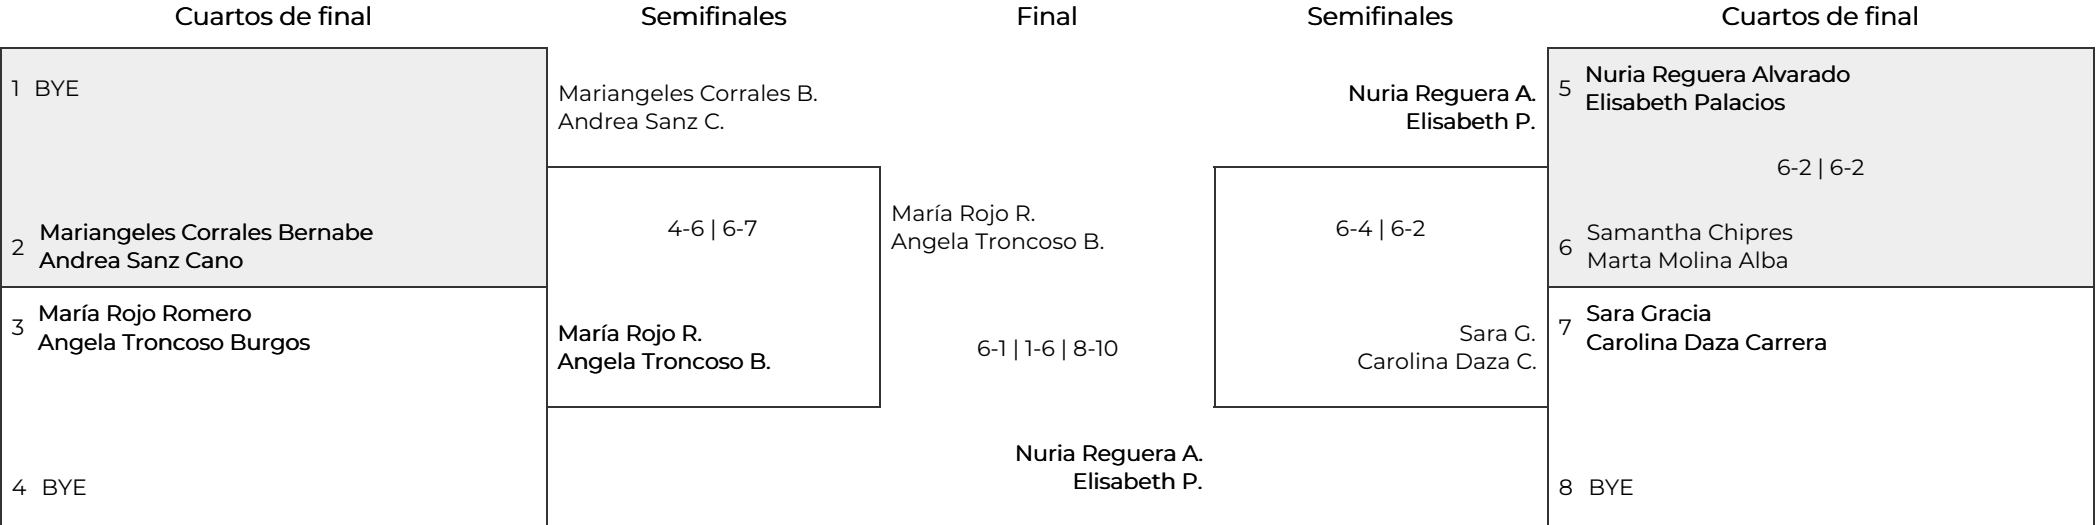 Cuartos de final
Semifinales
Final
Semifinales
Cuartos de final
1 BYE
2 Mariangeles Corrales Bernabe
Andrea Sanz Cano
3 María Rojo Romero
Angela Troncoso Burgos
4 BYE
Mariangeles Corrales B.
Andrea Sanz C.
4-6 | 6-7
María Rojo R.
Angela Troncoso B.
María Rojo R.
Angela Troncoso B.
6-1 | 1-6 | 8-10
Nuria Reguera A.
Elisabeth P.
Nuria Reguera A.
Elisabeth P.
6-4 | 6-2
Sara G.
Carolina Daza C.
5 Nuria Reguera Alvarado
Elisabeth Palacios
6-2 | 6-2
6 Samantha Chipres
Marta Molina Alba
7 Sara Gracia
Carolina Daza Carrera
8 BYE